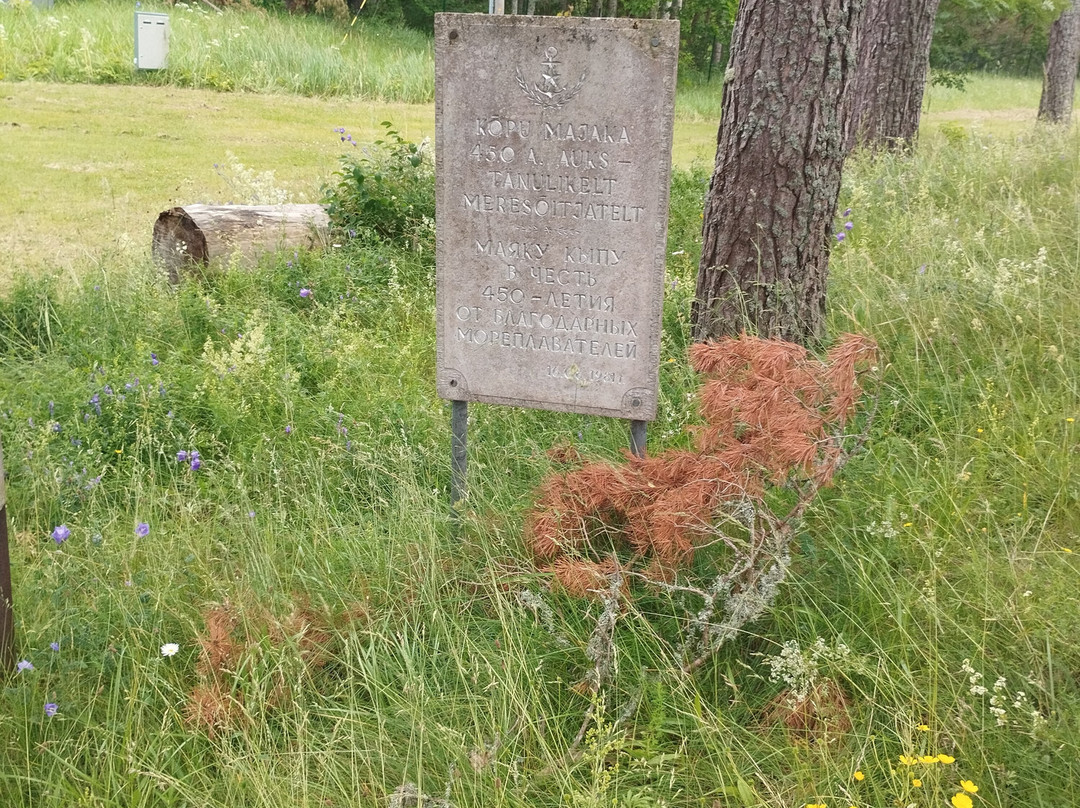 KÕPU MAJAKA
450 A. AUKS –
TÄNULIKELT
MERESÕITJATELT
МАЯКУ КЫПУ
В ЧЕСТЬ
450-ЛЕТИЯ
ОТ БЛАГОДАРНЫХ
МОРЕПЛАВАТЕЛЕЙ